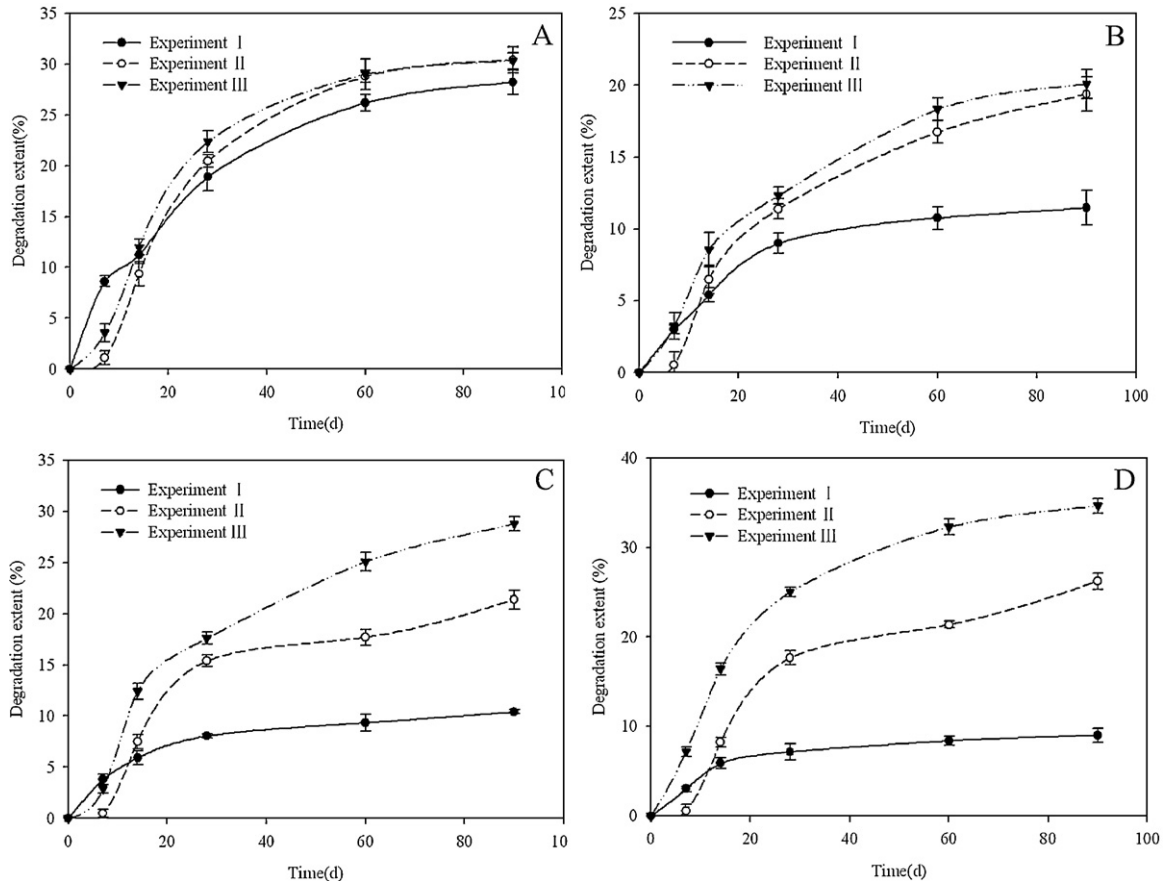 35
30
25
20
15
10
5
0
Degradation extent(%)
Experiment I
Experiment II
Experiment III
A
0
20
40
60
80
10
Time(d)
25
20
15
10
5
0
Degradation extent (%)
Experiment I
Experiment II
Experiment III
B
0
20
40
60
80
100
Time(d)
35
30
25
20
15
10
5
0
Degradation extent (%)
Experiment I
Experiment II
Experiment III
C
0
20
40
60
80
10
Time(d)
40
30
20
10
0
Degradation extent (%)
Experiment I
Experiment II
Experiment III
D
0
20
40
60
80
100
Time(d)